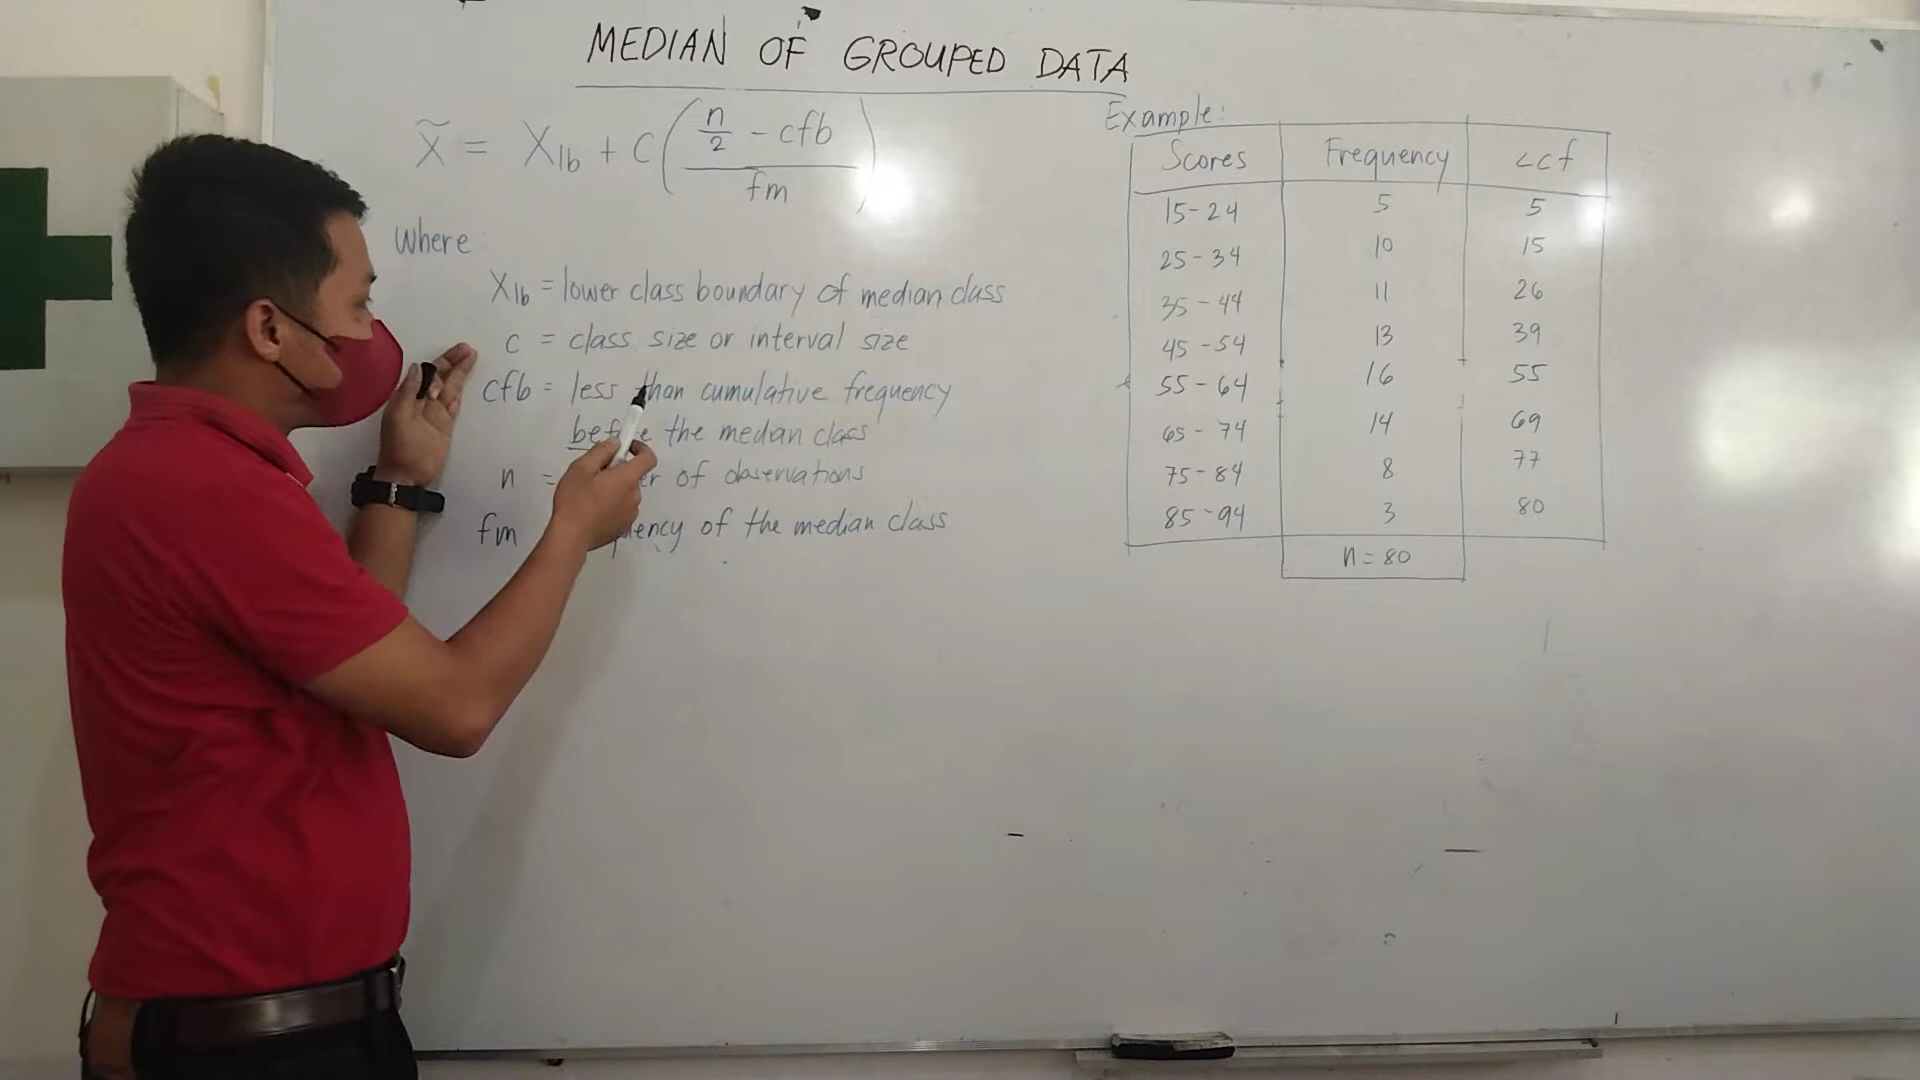 MEDIAN OF GROUPED DATA
x̃ = X_lb + C((n/2 - cfb)/fm)
Where
X_lb = lower class boundary of median class
c = class size or interval size
cfb = less than cumulative frequency
before the median class
n = of observations
fm of the median class
Example:
Scores Frequency <cf
15-24 5 5
25-34 10 15
35-44 11 26
45-54 13 39
55-64 16 55
65-74 14 69
75-84 8 77
85-94 3 80
n=80